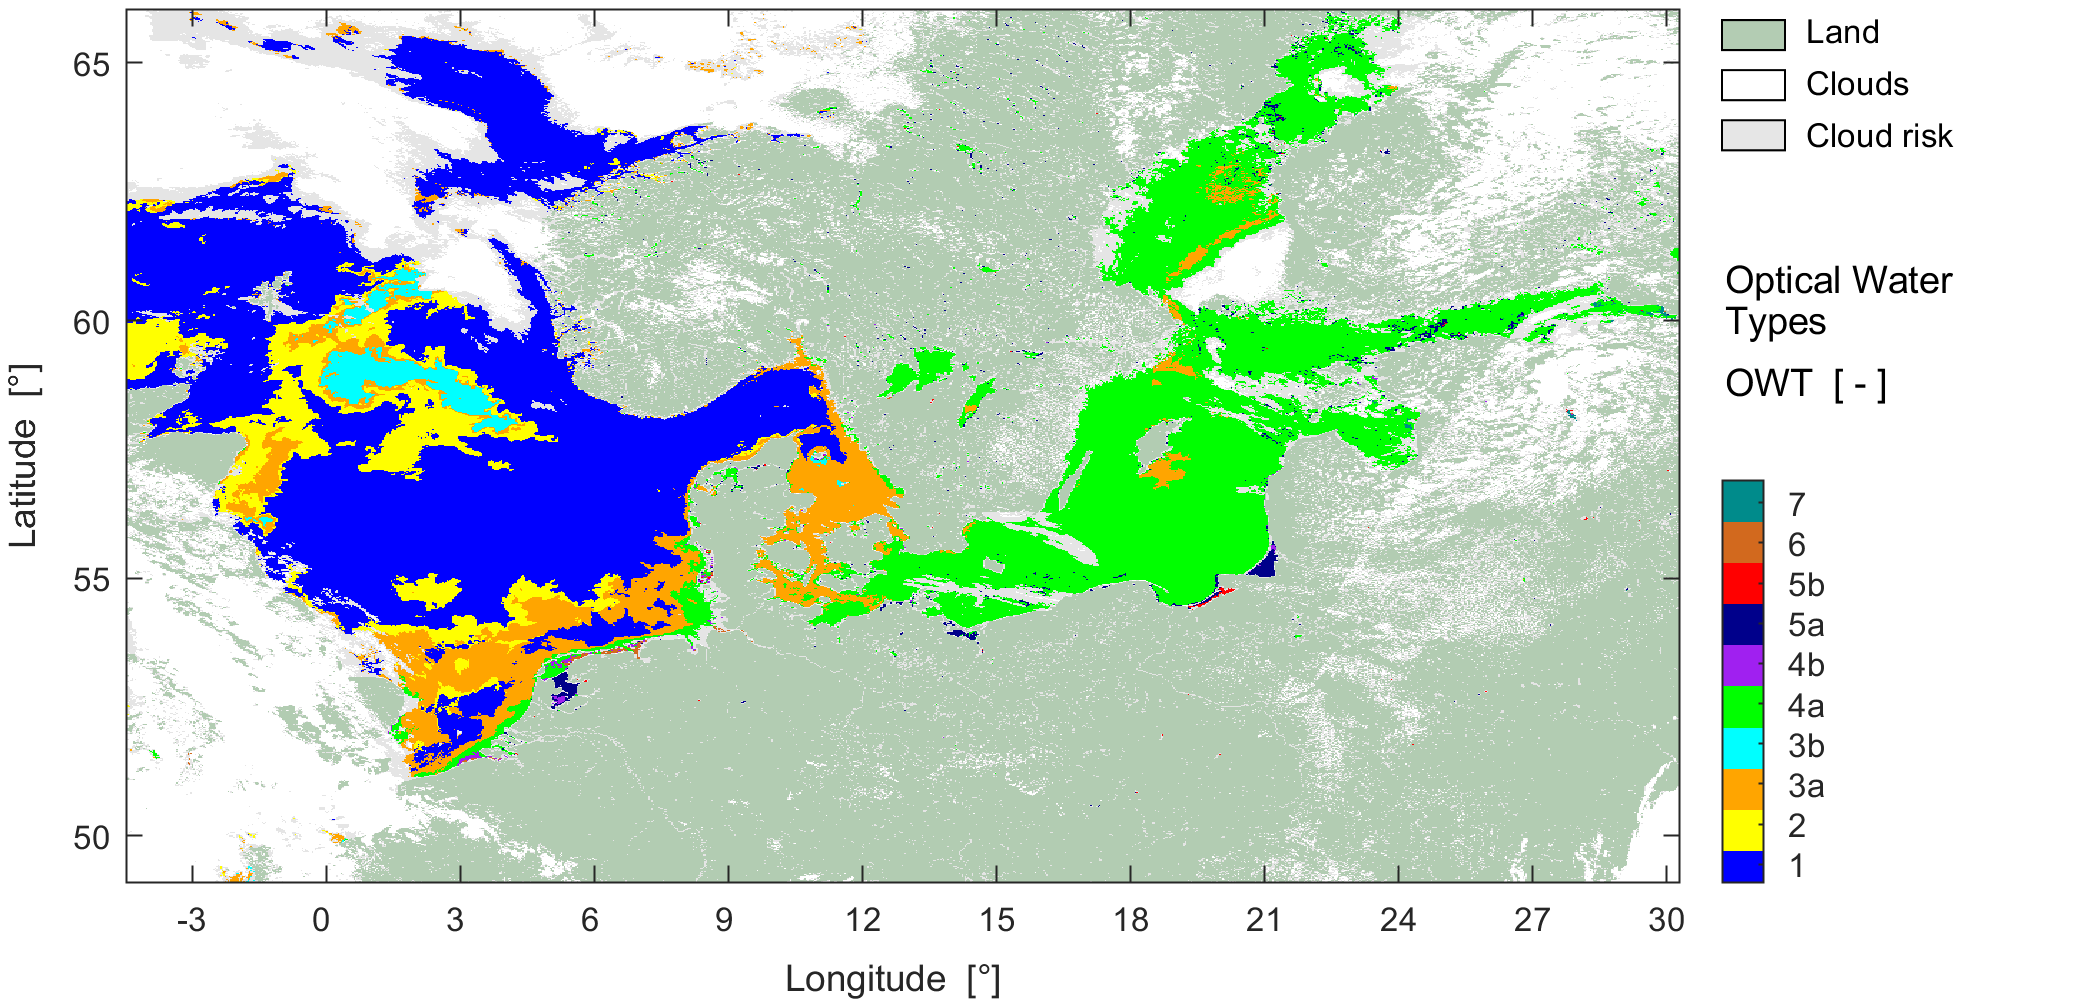 65
60
55
50
Latitude [°]
-3 0 3 6 9 12 15 18 21 24 27 30
Longitude [°]
Land
Clouds
Cloud risk
Optical Water
Types
OWT [ - ]
7
6
5b
5a
4b
4a
3b
3a
2
1